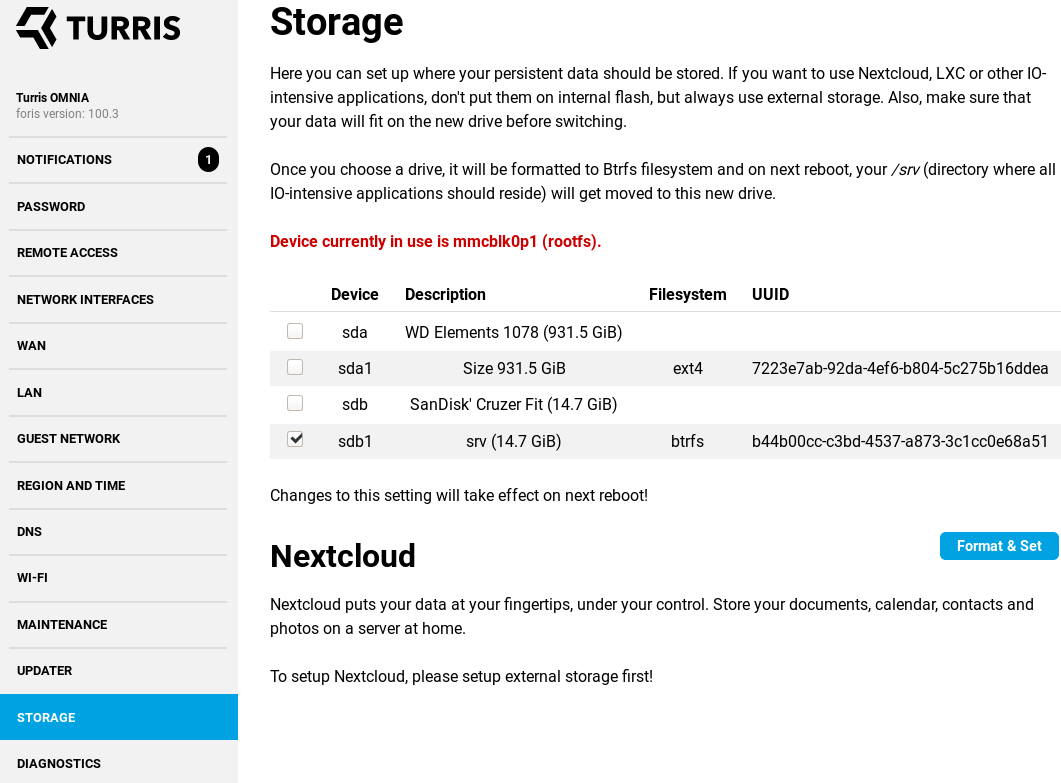 TURRIS
Turris OMNIA
foris version: 100.3
NOTIFICATIONS 1
PASSWORD
REMOTE ACCESS
NETWORK INTERFACES
WAN
LAN
GUEST NETWORK
REGION AND TIME
DNS
WI-FI
MAINTENANCE
UPDATER
STORAGE
DIAGNOSTICS
Storage
Here you can set up where your persistent data should be stored. If you want to use Nextcloud, LXC or other IO-
intensive applications, don't put them on internal flash, but always use external storage. Also, make sure that
your data will fit on the new drive before switching.
Once you choose a drive, it will be formatted to Btrfs filesystem and on next reboot, your /srv (directory where all
IO-intensive applications should reside) will get moved to this new drive.
Device currently in use is mmcblk0p1 (rootfs).
Device Description Filesystem UUID
sda WD Elements 1078 (931.5 GiB)
sda1 Size 931.5 GiB ext4 7223e7ab-92da-4ef6-b804-5c275b16ddea
sdb SanDisk' Cruzer Fit (14.7 GiB)
sdb1 srv (14.7 GiB) btrfs b44b00cc-c3bd-4537-a873-3c1cc0e68a51
Changes to this setting will take effect on next reboot!
Format & Set
Nextcloud
Nextcloud puts your data at your fingertips, under your control. Store your documents, calendar, contacts and
photos on a server at home.
To setup Nextcloud, please setup external storage first!